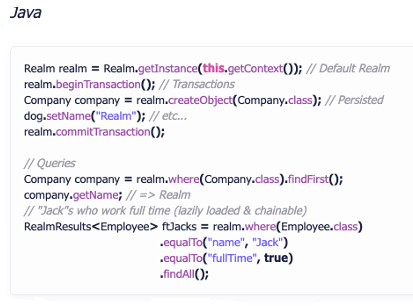 Java
Realm realm = Realm.getInstance(this.getContext()); // Default Realm
realm.beginTransaction(); // Transactions
Company company = realm.createObject(Company.class); // Persisted
dog.setName("Realm"); // etc...
realm.commitTransaction();
// Queries
Company company = realm.where(Company.class).findFirst();
company.getName; // => Realm
// "Jack"s who work full time (lazily loaded & chainable)
RealmResults<Employee> ftJacks = realm.where(Employee.class)
.equalTo("name", "Jack")
.equalTo("fullTime", true)
.findAll();